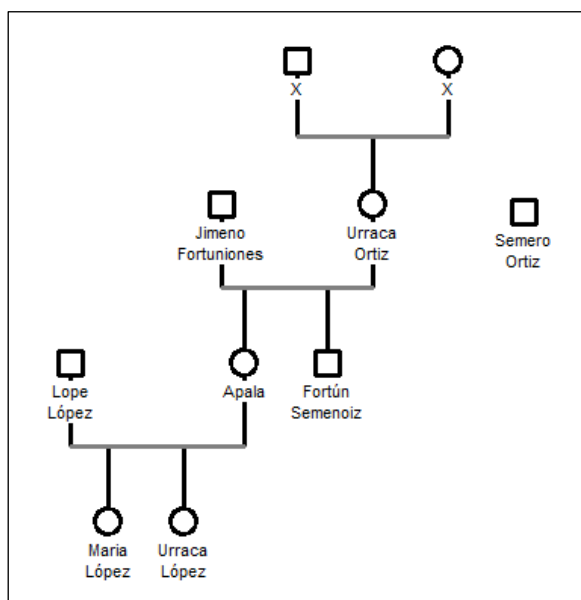 X
X
Jimeno
Fortuniones
Urraca
Ortiz
Semero
Ortiz
Lope
López
Apala
Fortún
Semenoiz
Maria
López
Urraca
López